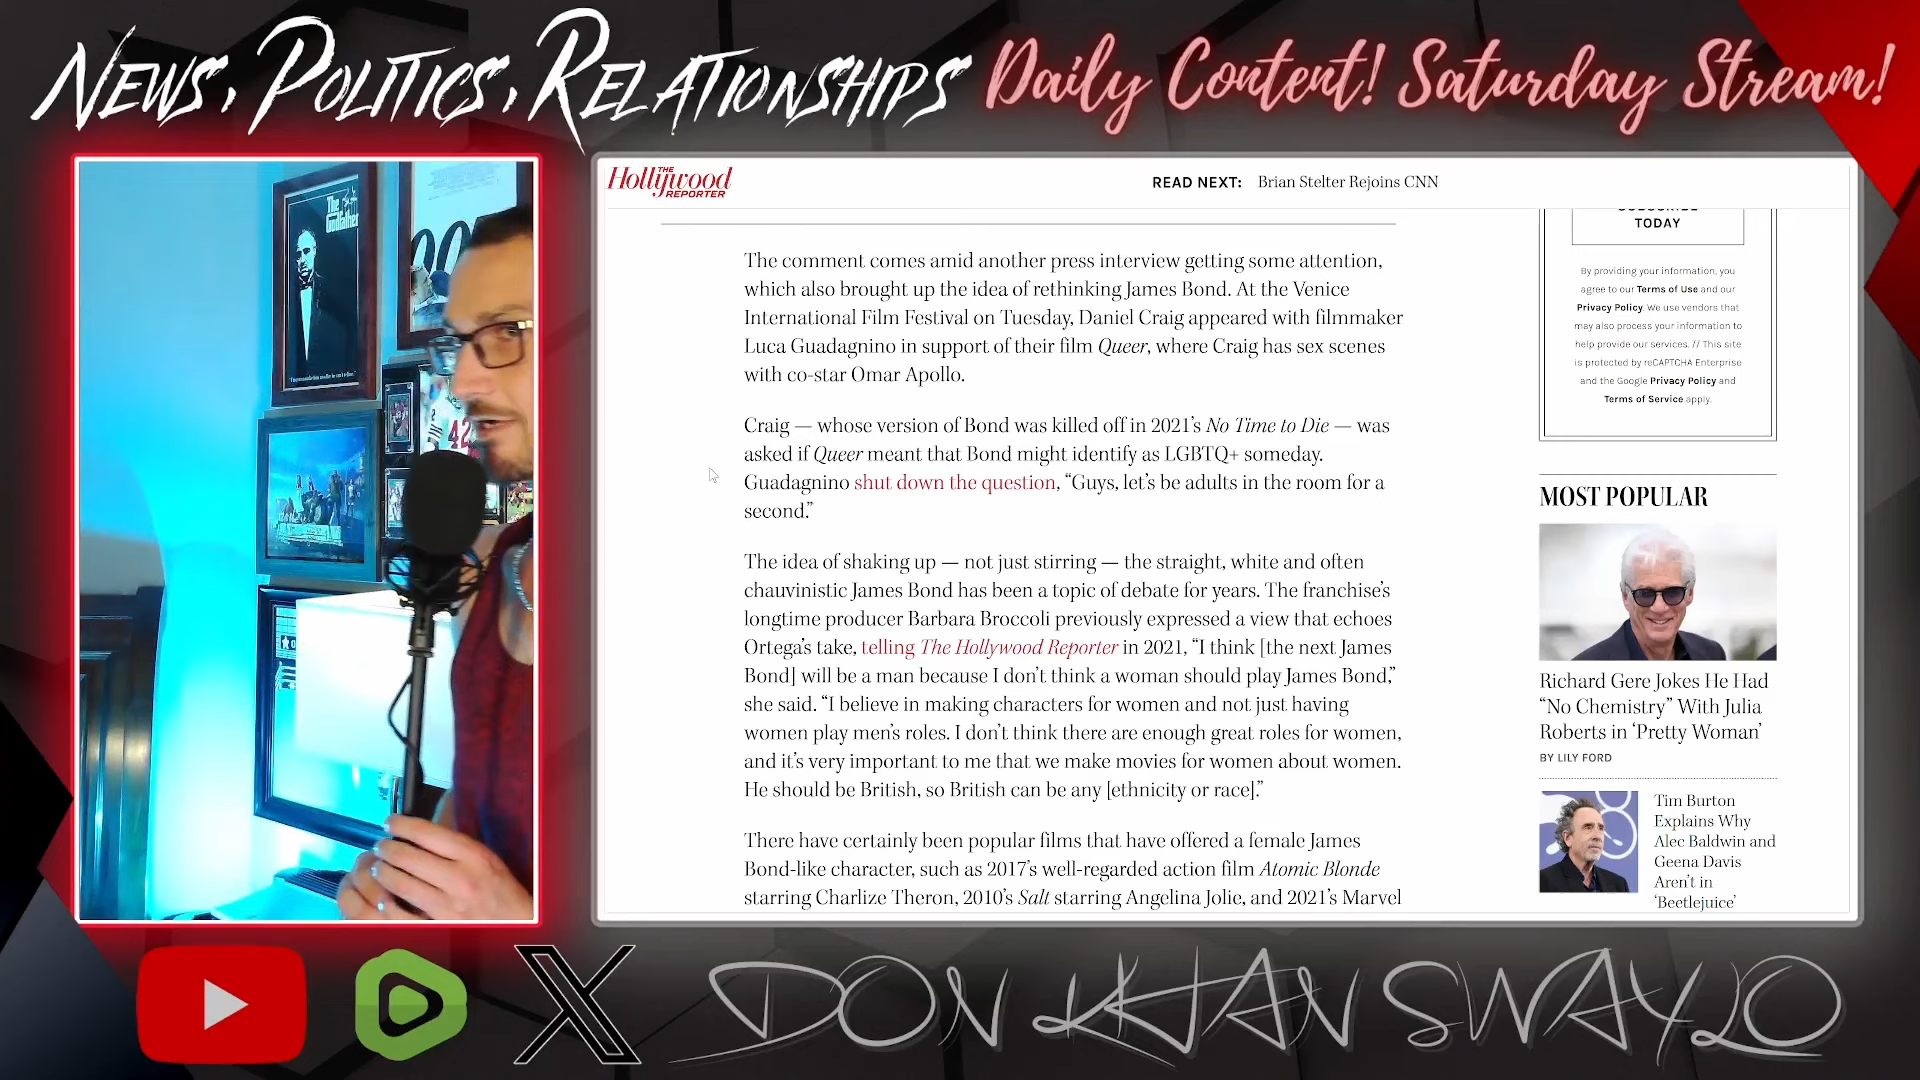 NEWS, POLITICS, RELATIONSHIPS
Daily Content! Saturday Stream!
The Godfather
42
THE
Hollywood
REPORTER
READ NEXT: Brian Stelter Rejoins CNN
SUBSCRIBE
TODAY
By providing your information, you
agree to our Terms of Use and our
Privacy Policy. We use vendors that
may also process your information to
help provide our services. // This site
is protected by reCAPTCHA Enterprise
and the Google Privacy Policy and
Terms of Service apply.
The comment comes amid another press interview getting some attention,
which also brought up the idea of rethinking James Bond. At the Venice
International Film Festival on Tuesday, Daniel Craig appeared with filmmaker
Luca Guadagnino in support of their film Queer, where Craig has sex scenes
with co-star Omar Apollo.
Craig — whose version of Bond was killed off in 2021’s No Time to Die — was
asked if Queer meant that Bond might identify as LGBTQ+ someday.
Guadagnino shut down the question, “Guys, let’s be adults in the room for a
second.”
The idea of shaking up — not just stirring — the straight, white and often
chauvinistic James Bond has been a topic of debate for years. The franchise’s
longtime producer Barbara Broccoli previously expressed a view that echoes
Ortega’s take, telling The Hollywood Reporter in 2021, “I think [the next James
Bond] will be a man because I don’t think a woman should play James Bond,”
she said. “I believe in making characters for women and not just having
women play men’s roles. I don’t think there are enough great roles for women,
and it’s very important to me that we make movies for women about women.
He should be British, so British can be any [ethnicity or race].”
There have certainly been popular films that have offered a female James
Bond-like character, such as 2017’s well-regarded action film Atomic Blonde
starring Charlize Theron, 2010’s Salt starring Angelina Jolie, and 2021’s Marvel
MOST POPULAR
Richard Gere Jokes He Had
“No Chemistry” With Julia
Roberts in ‘Pretty Woman’
BY LILY FORD
Tim Burton
Explains Why
Alec Baldwin and
Geena Davis
Aren’t in
‘Beetlejuice’
X
DON KHAN SWAYLO